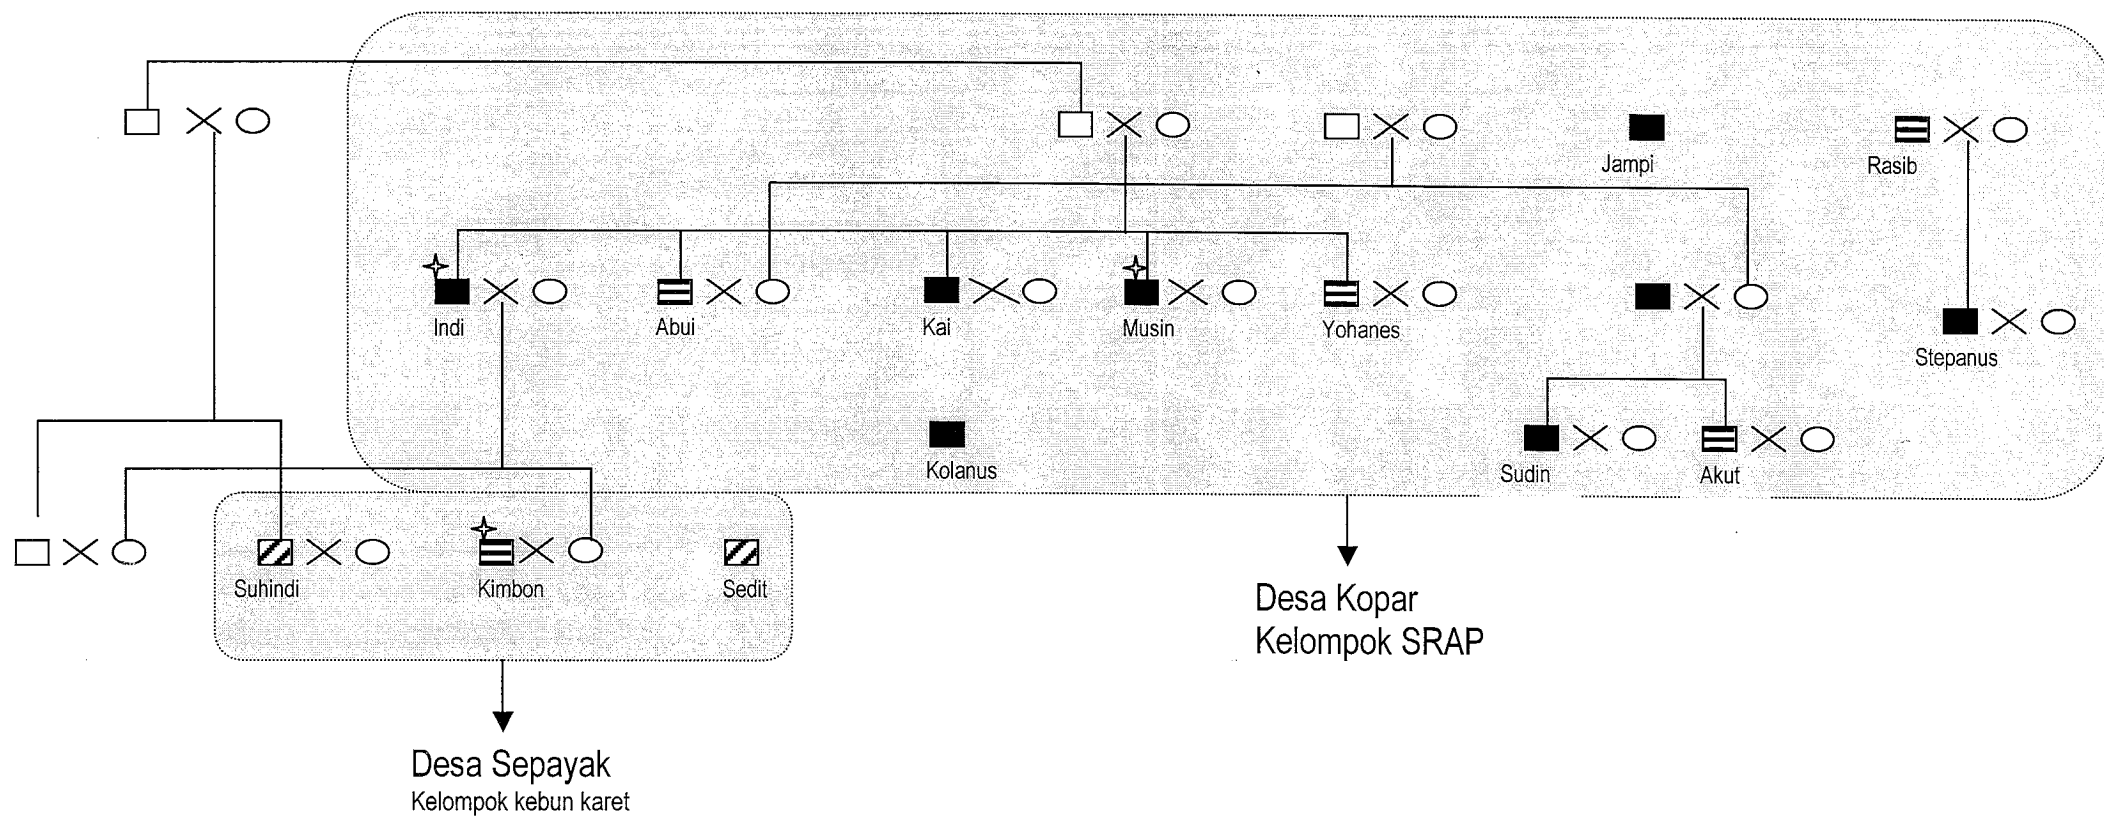 Jampi
Rasib
Indi
Abui
Kai
Musin
Yohanes
Stepanus
Kolanus
Sudin
Akut
Suhindi
Kimbon
Sedit
Desa Kopar
Kelompok SRAP
Desa Sepayak
Kelompok kebun karet